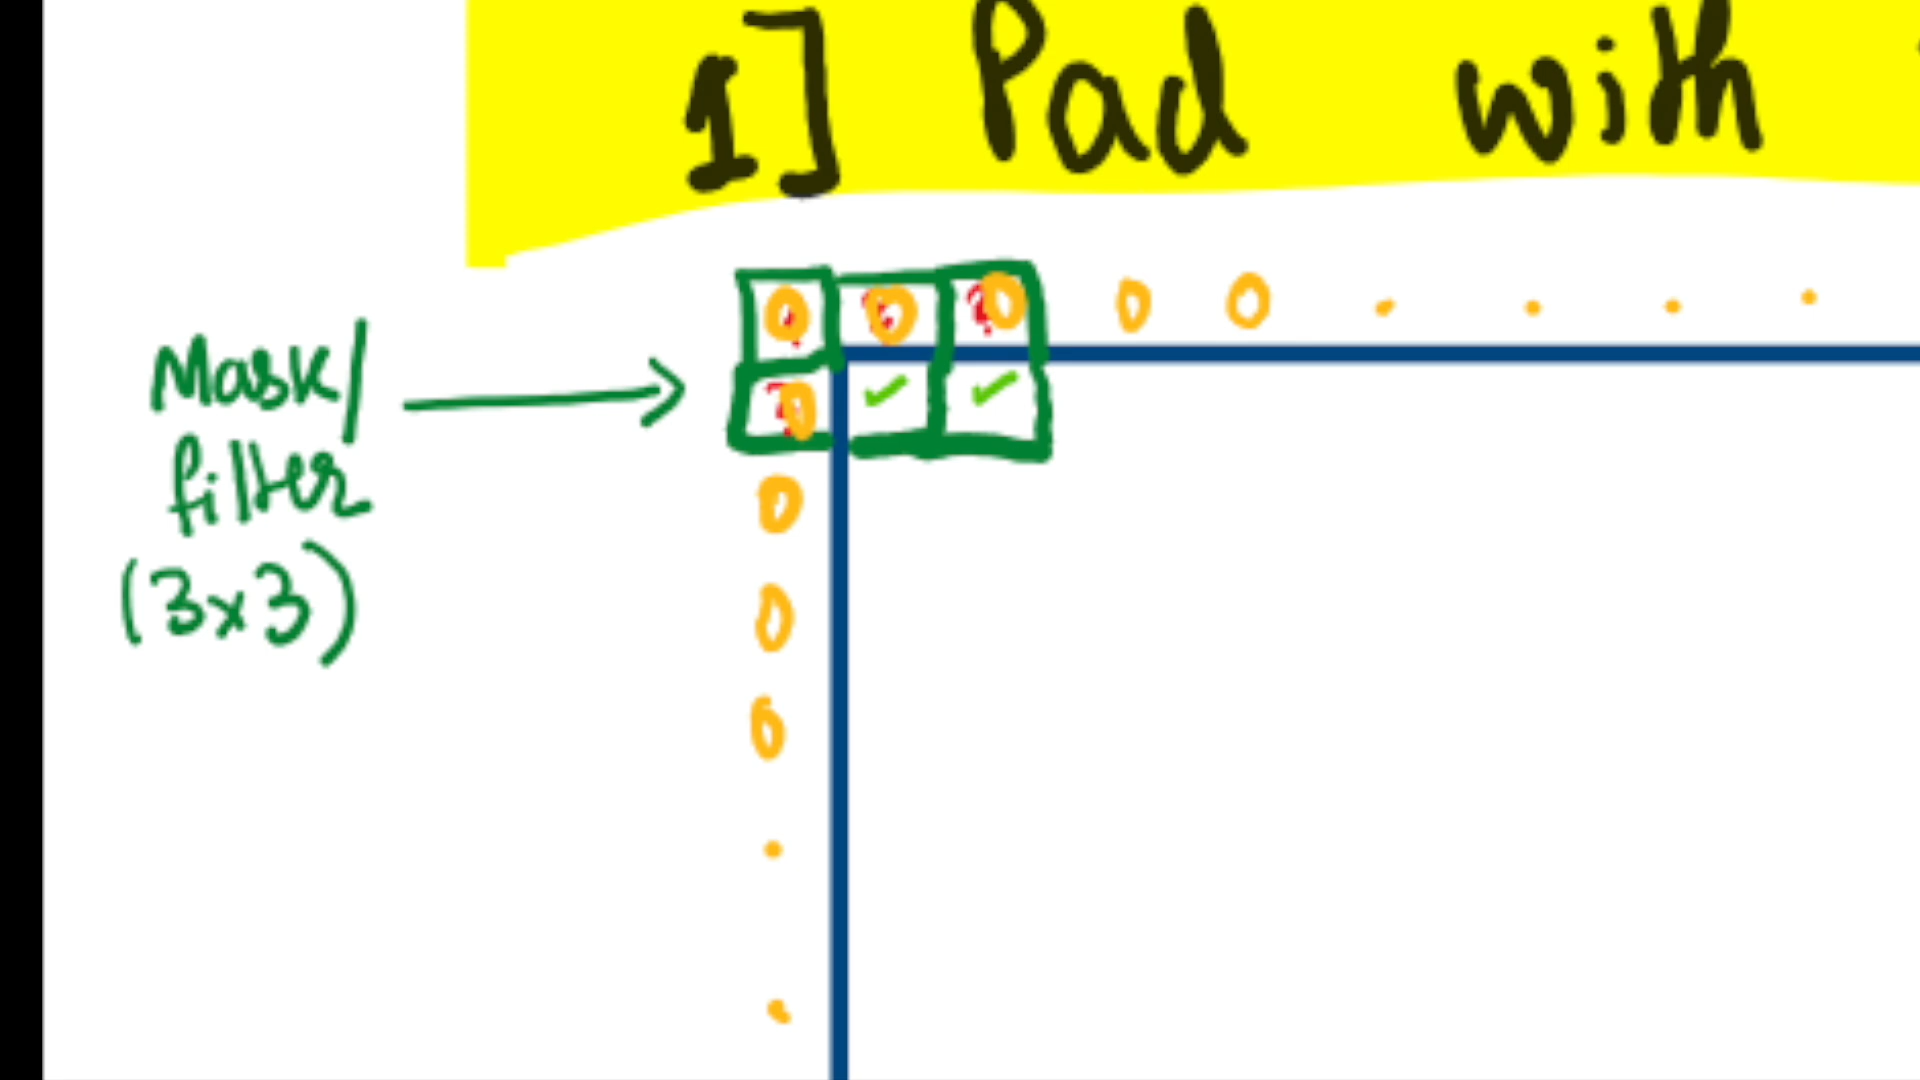 1] Pad with
0 0 0 0 0 . . . .
Mask/ 0 ✓ ✓
filter 0
(3x3) 0
0
.
.